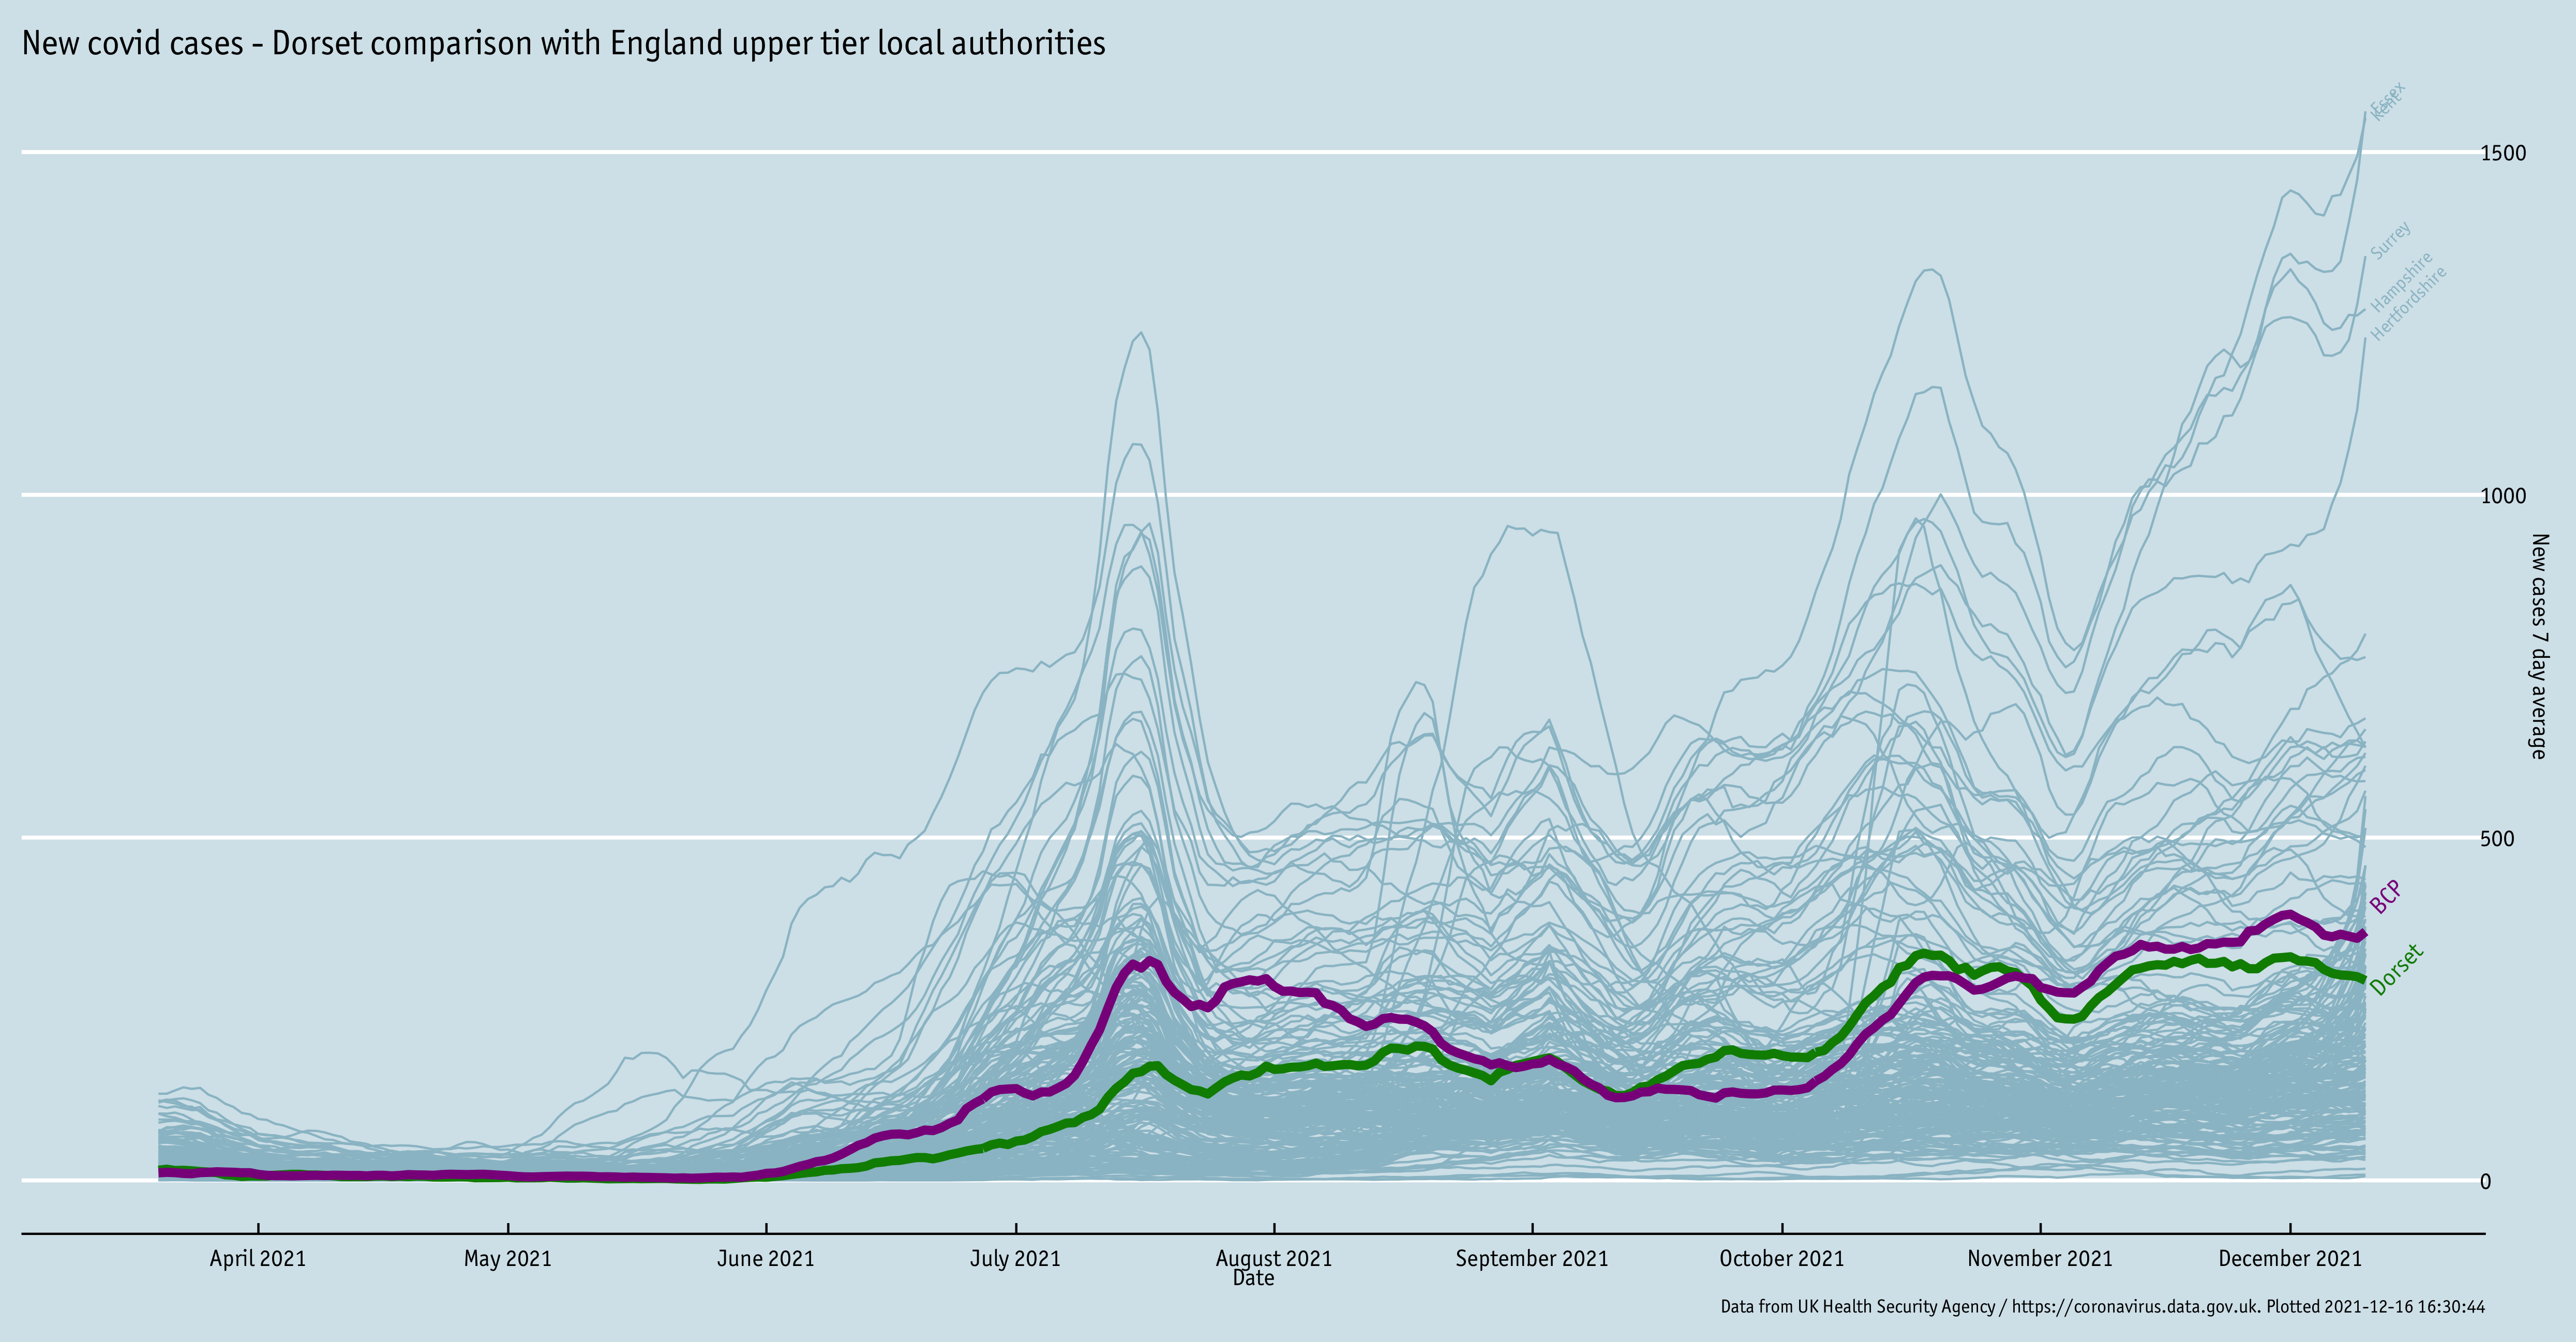 New covid cases - Dorset comparison with England upper tier local authorities
Essex
Kent
1500
Surrey
Hampshire
Hertfordshire
1000
New cases 7 day average
500
BCP
Dorset
0
April 2021
May 2021
June 2021
July 2021
August 2021
September 2021
October 2021
November 2021
December 2021
Date
Data from UK Health Security Agency / https://coronavirus.data.gov.uk. Plotted 2021-12-16 16:30:44